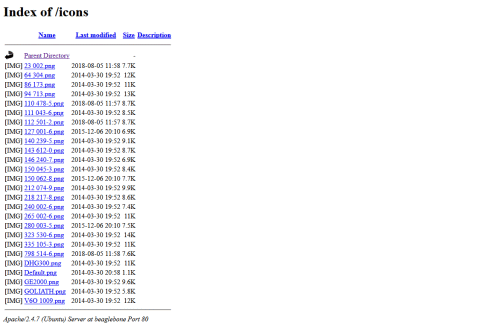 Index of /icons
Name Last modified Size Description
Parent Directory -
[IMG] 23 002.png 2018-08-05 11:58 7.7K
[IMG] 64 304.png 2014-03-30 19:52 12K
[IMG] 86 173.png 2014-03-30 19:52 11K
[IMG] 94 713.png 2014-03-30 19:52 13K
[IMG] 110 478-5.png 2018-08-05 11:57 8.7K
[IMG] 111 043-6.png 2014-03-30 19:52 8.5K
[IMG] 112 501-2.png 2018-08-05 11:57 8.7K
[IMG] 127 001-6.png 2015-12-06 20:10 6.9K
[IMG] 140 239-5.png 2014-03-30 19:52 9.1K
[IMG] 143 612-0.png 2014-03-30 19:52 8.7K
[IMG] 146 240-7.png 2014-03-30 19:52 6.9K
[IMG] 150 045-3.png 2014-03-30 19:52 8.4K
[IMG] 150 062-8.png 2015-12-06 20:10 7.7K
[IMG] 212 074-9.png 2014-03-30 19:52 9.9K
[IMG] 218 217-8.png 2014-03-30 19:52 8.6K
[IMG] 240 002-6.png 2014-03-30 19:52 7.4K
[IMG] 265 002-6.png 2014-03-30 19:52 11K
[IMG] 280 003-5.png 2015-12-06 20:10 7.5K
[IMG] 323 530-6.png 2014-03-30 19:52 14K
[IMG] 335 105-3.png 2014-03-30 19:52 11K
[IMG] 798 514-6.png 2018-08-05 11:58 7.6K
[IMG] DHG300.png 2014-03-30 19:52 11K
[IMG] Default.png 2014-03-30 20:58 1.1K
[IMG] GE2000.png 2014-03-30 19:52 9.6K
[IMG] GOLIATH.png 2014-03-30 19:52 5.8K
[IMG] V6O 1009.png 2014-03-30 19:52 12K
Apache/2.4.7 (Ubuntu) Server at beaglebone Port 80